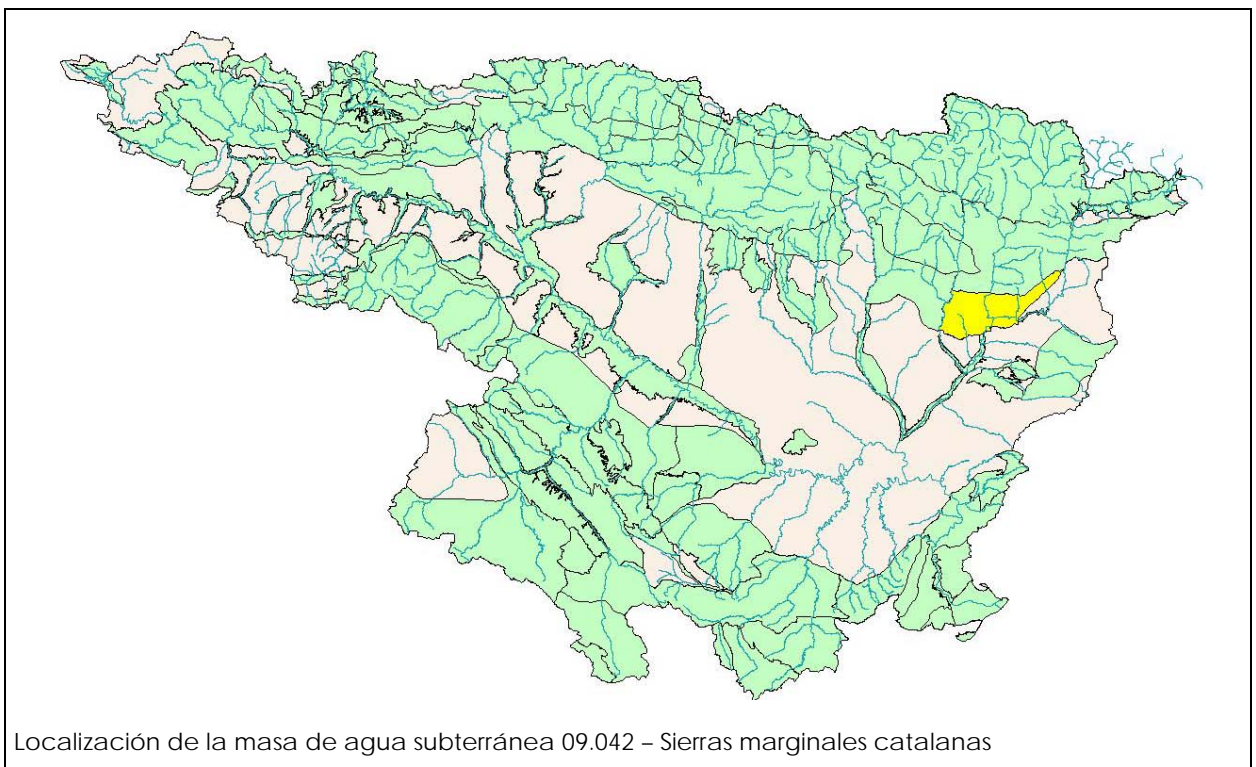 Localización de la masa de agua subterránea 09.042 – Sierras marginales catalanas